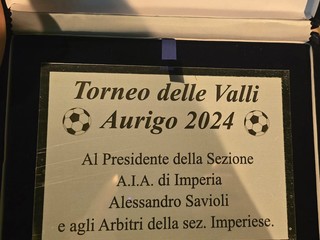 Torneo delle Valli
Aurigo 2024
Al Presidente della Sezione
A.I.A. di Imperia
Alessandro Savioli
e agli Arbitri della sez. Imperiese.